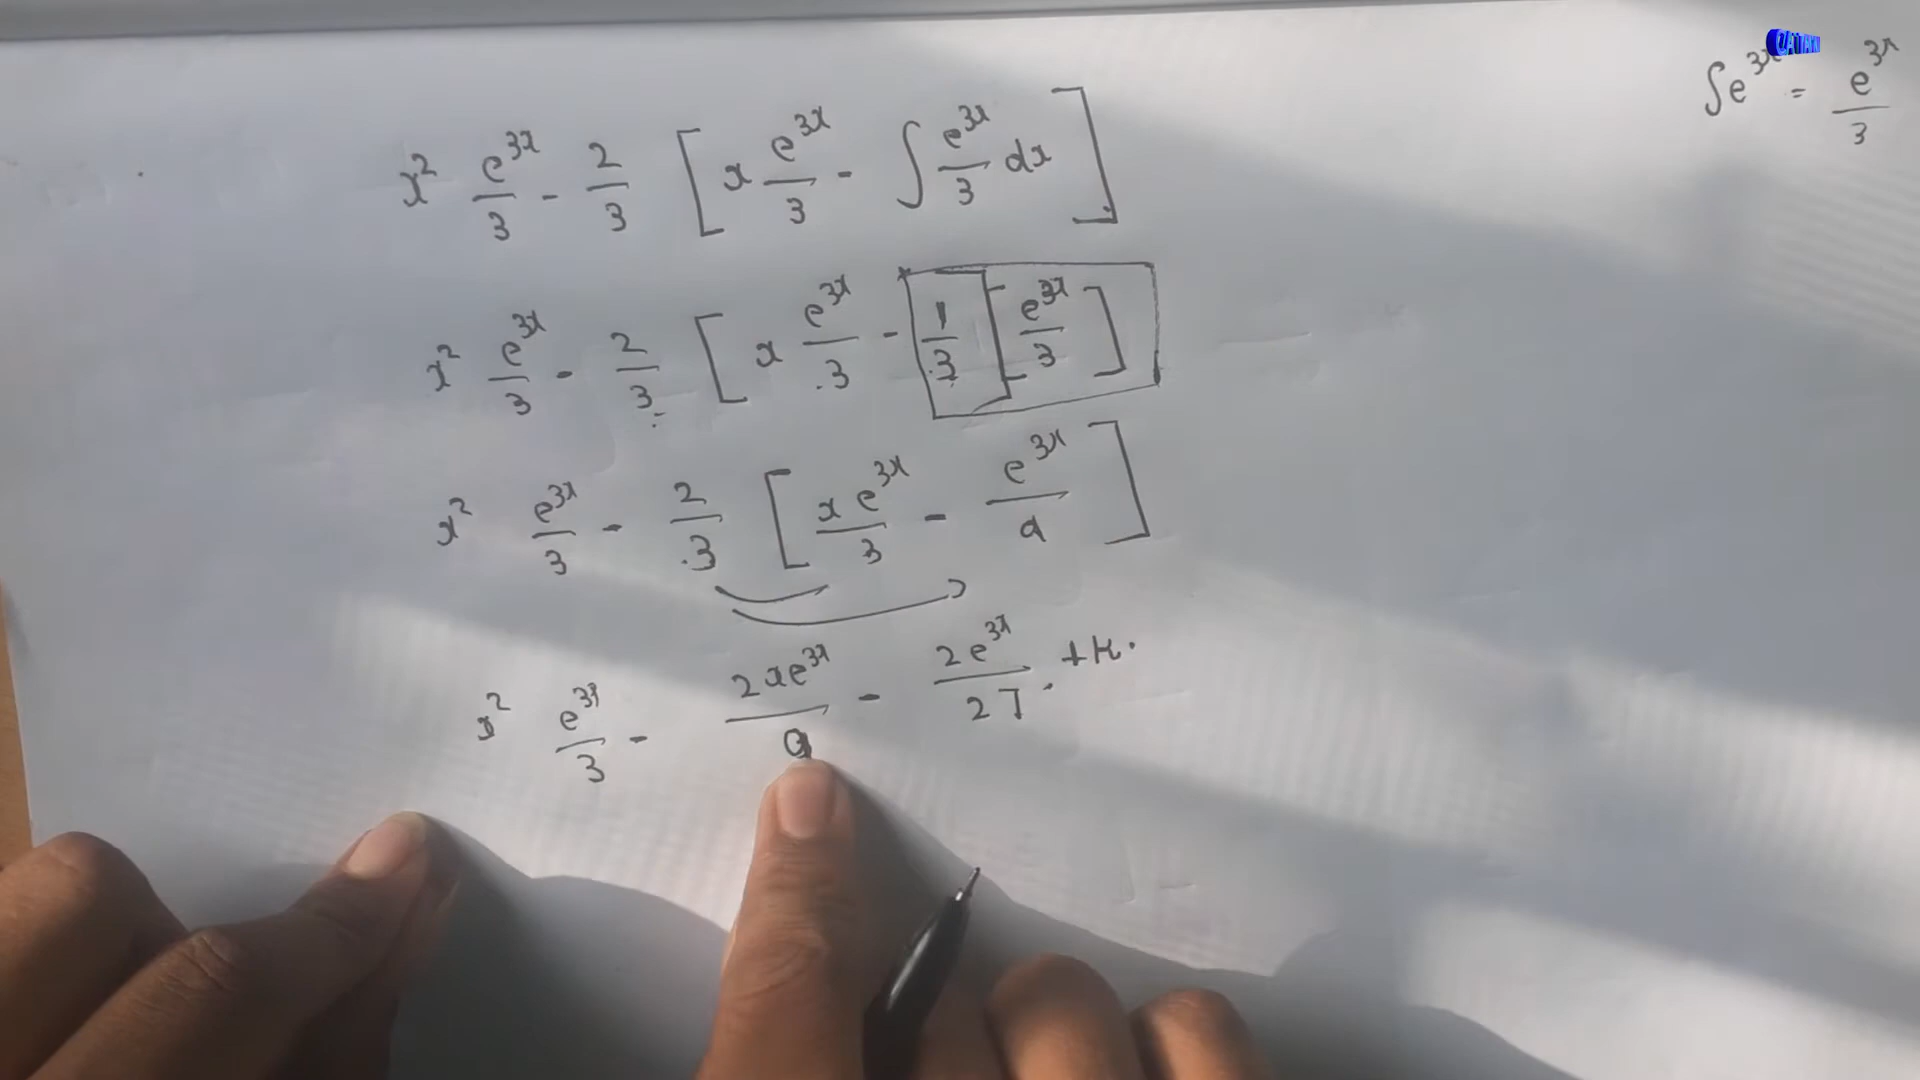 ∫e^3x = e^3x/3
x² e^3x/3 - 2/3 [x e^3x/3 - ∫ e^3x/3 dx]
x² e^3x/3 - 2/3 [x e^3x/3 - 1/3 [e^3x/3]]
x² e^3x/3 - 2/3 [x e^3x/3 - e^3x/9]
x² e^3x/3 - 2xe^3x/9 - 2e^3x/27 + k.